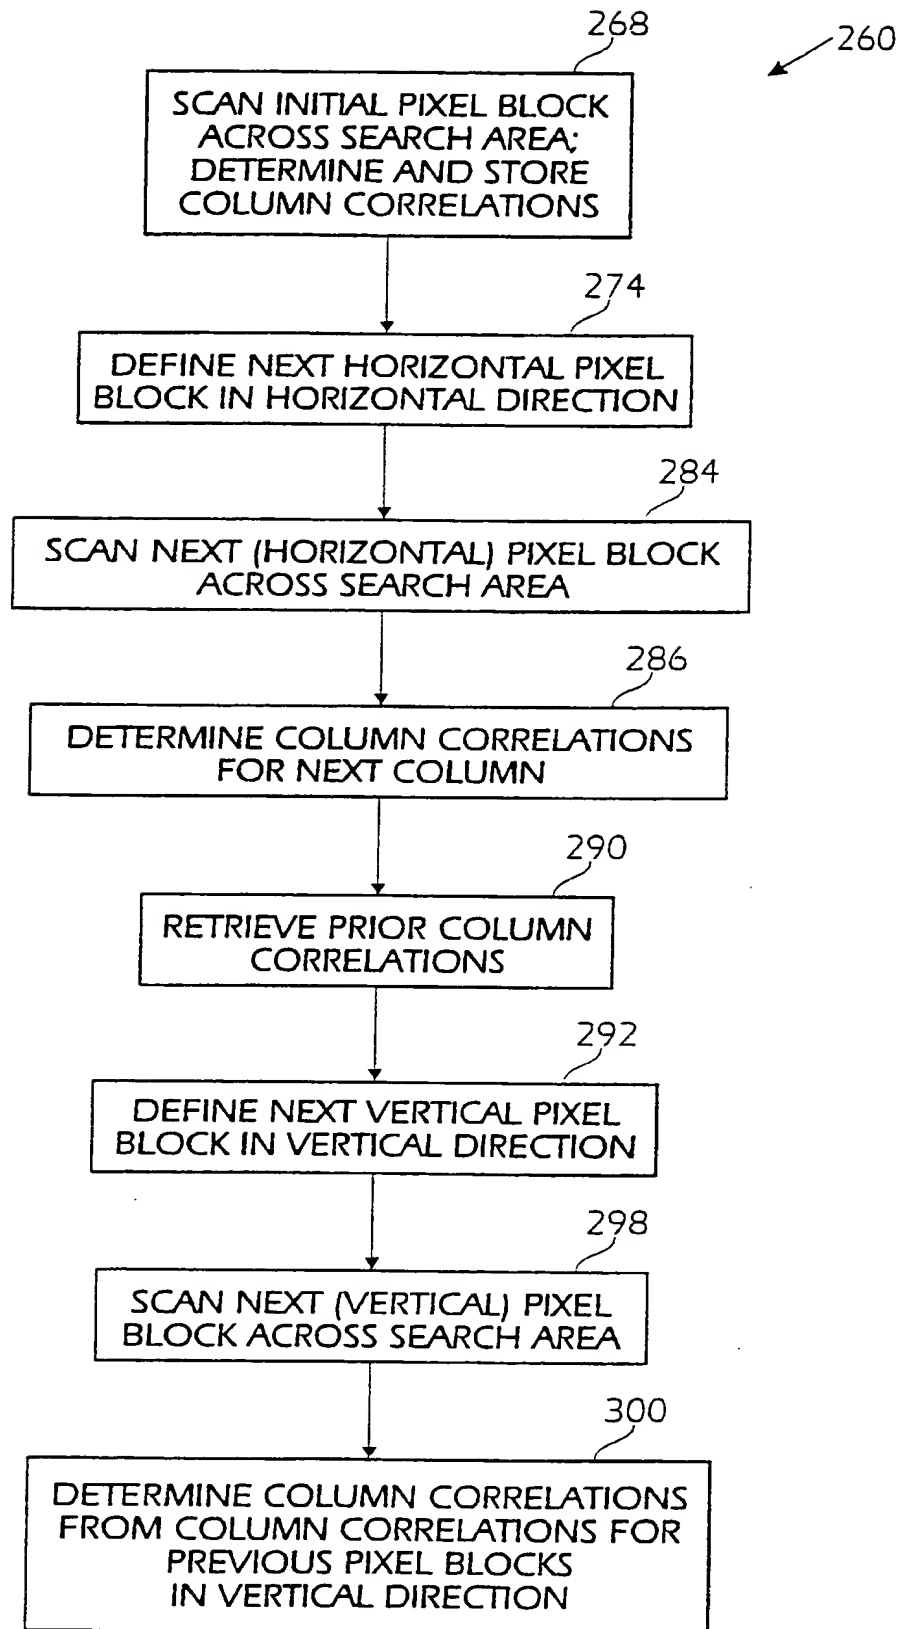 268
260
SCAN INITIAL PIXEL BLOCK
ACROSS SEARCH AREA;
DETERMINE AND STORE
COLUMN CORRELATIONS
274
DEFINE NEXT HORIZONTAL PIXEL
BLOCK IN HORIZONTAL DIRECTION
284
SCAN NEXT (HORIZONTAL) PIXEL BLOCK
ACROSS SEARCH AREA
286
DETERMINE COLUMN CORRELATIONS
FOR NEXT COLUMN
290
RETRIEVE PRIOR COLUMN
CORRELATIONS
292
DEFINE NEXT VERTICAL PIXEL
BLOCK IN VERTICAL DIRECTION
298
SCAN NEXT (VERTICAL) PIXEL
BLOCK ACROSS SEARCH AREA
300
DETERMINE COLUMN CORRELATIONS
FROM COLUMN CORRELATIONS FOR
PREVIOUS PIXEL BLOCKS
IN VERTICAL DIRECTION